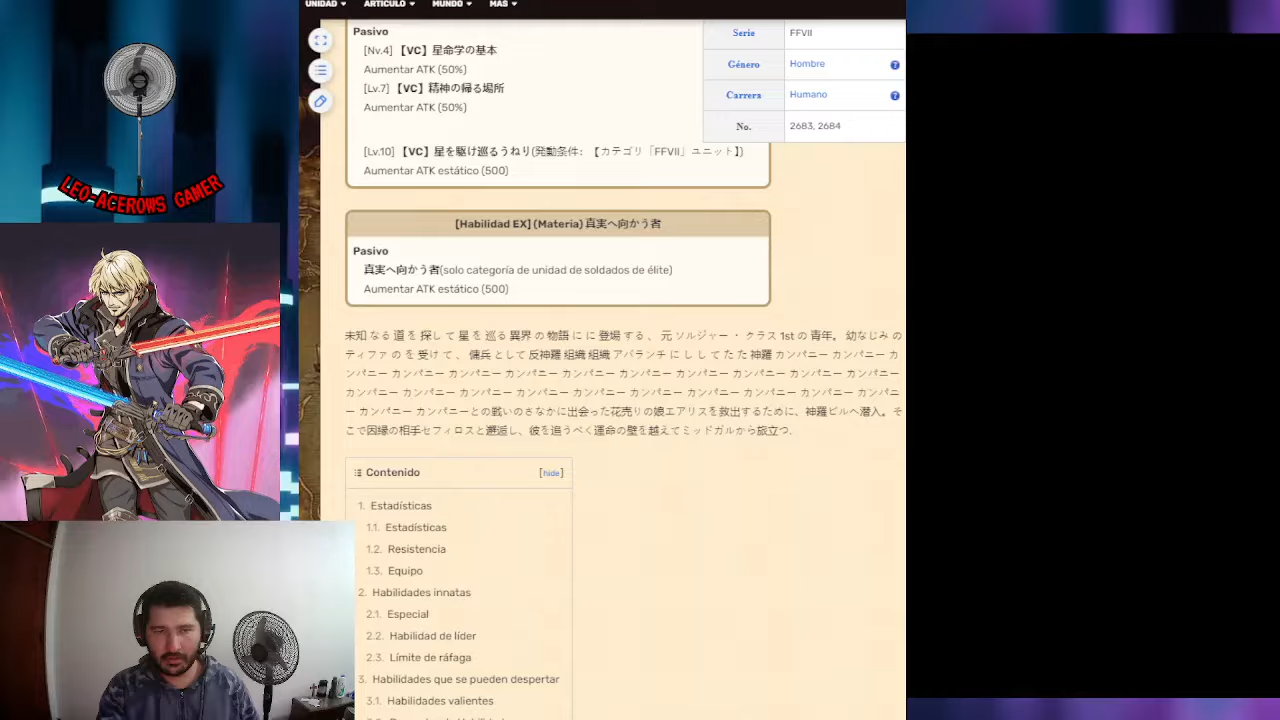 UNIDAD ARTÍCULO MUNDO MÁS
Pasivo
[Nv.4] 【VC】星命学の基本
Aumentar ATK (50%)
[Lv.7] 【VC】精神の帰る場所
Aumentar ATK (50%)
[Lv.10] 【VC】星を駆け巡るうねり(発動条件: 【カテゴリ「FFVII」ユニット】)
Aumentar ATK estático (500)
Serie FFVII
Género Hombre ?
Carrera Humano ?
No. 2683, 2684
[Habilidad EX] (Materia) 真実へ向かう者
Pasivo
真実へ向かう者(solo categoría de unidad de soldados de élite)
Aumentar ATK estático (500)
未知 なる 道 を 探し て 星 を 巡る 異界 の 物語 に に 登場 する 、 元 ソルジャー ・ クラス 1st の 青年。 幼な じみ の
ティファ の を 受け て 、 傭兵 として 反神羅 組織 組織 アバランチ に し し て た た 神羅 カンパニー カンパニー カ
ンパニー カンパニー カンパニー カンパニー カンパニー カンパニー カンパニー カンパニー カンパニー カンパニー
カンパニー カンパニー カンパニー カンパニー カンパニー カンパニー カンパニー カンパニー カンパニー カンパニ
ー カンパニー カンパニーとの戦いのさなかに出会った花売りの娘エアリスを救出するために、神羅ビルへ潜入。そ
こで因縁の相手セフィロスと邂逅し、彼を追うべく運命の壁を越えてミッドガルから旅立つ.
Contenido [hide]
1. Estadísticas
1.1. Estadísticas
1.2. Resistencia
1.3. Equipo
2. Habilidades innatas
2.1. Especial
2.2. Habilidad de líder
2.3. Límite de ráfaga
3. Habilidades que se pueden despertar
3.1. Habilidades valientes
LEO-ACEROWS GAMER